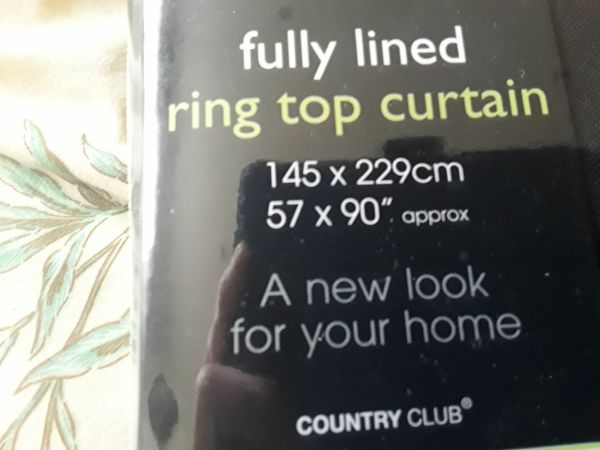 fully lined
ring top curtain
145 x 229cm
57 x 90" approx
A new look
for your home
COUNTRY CLUB®